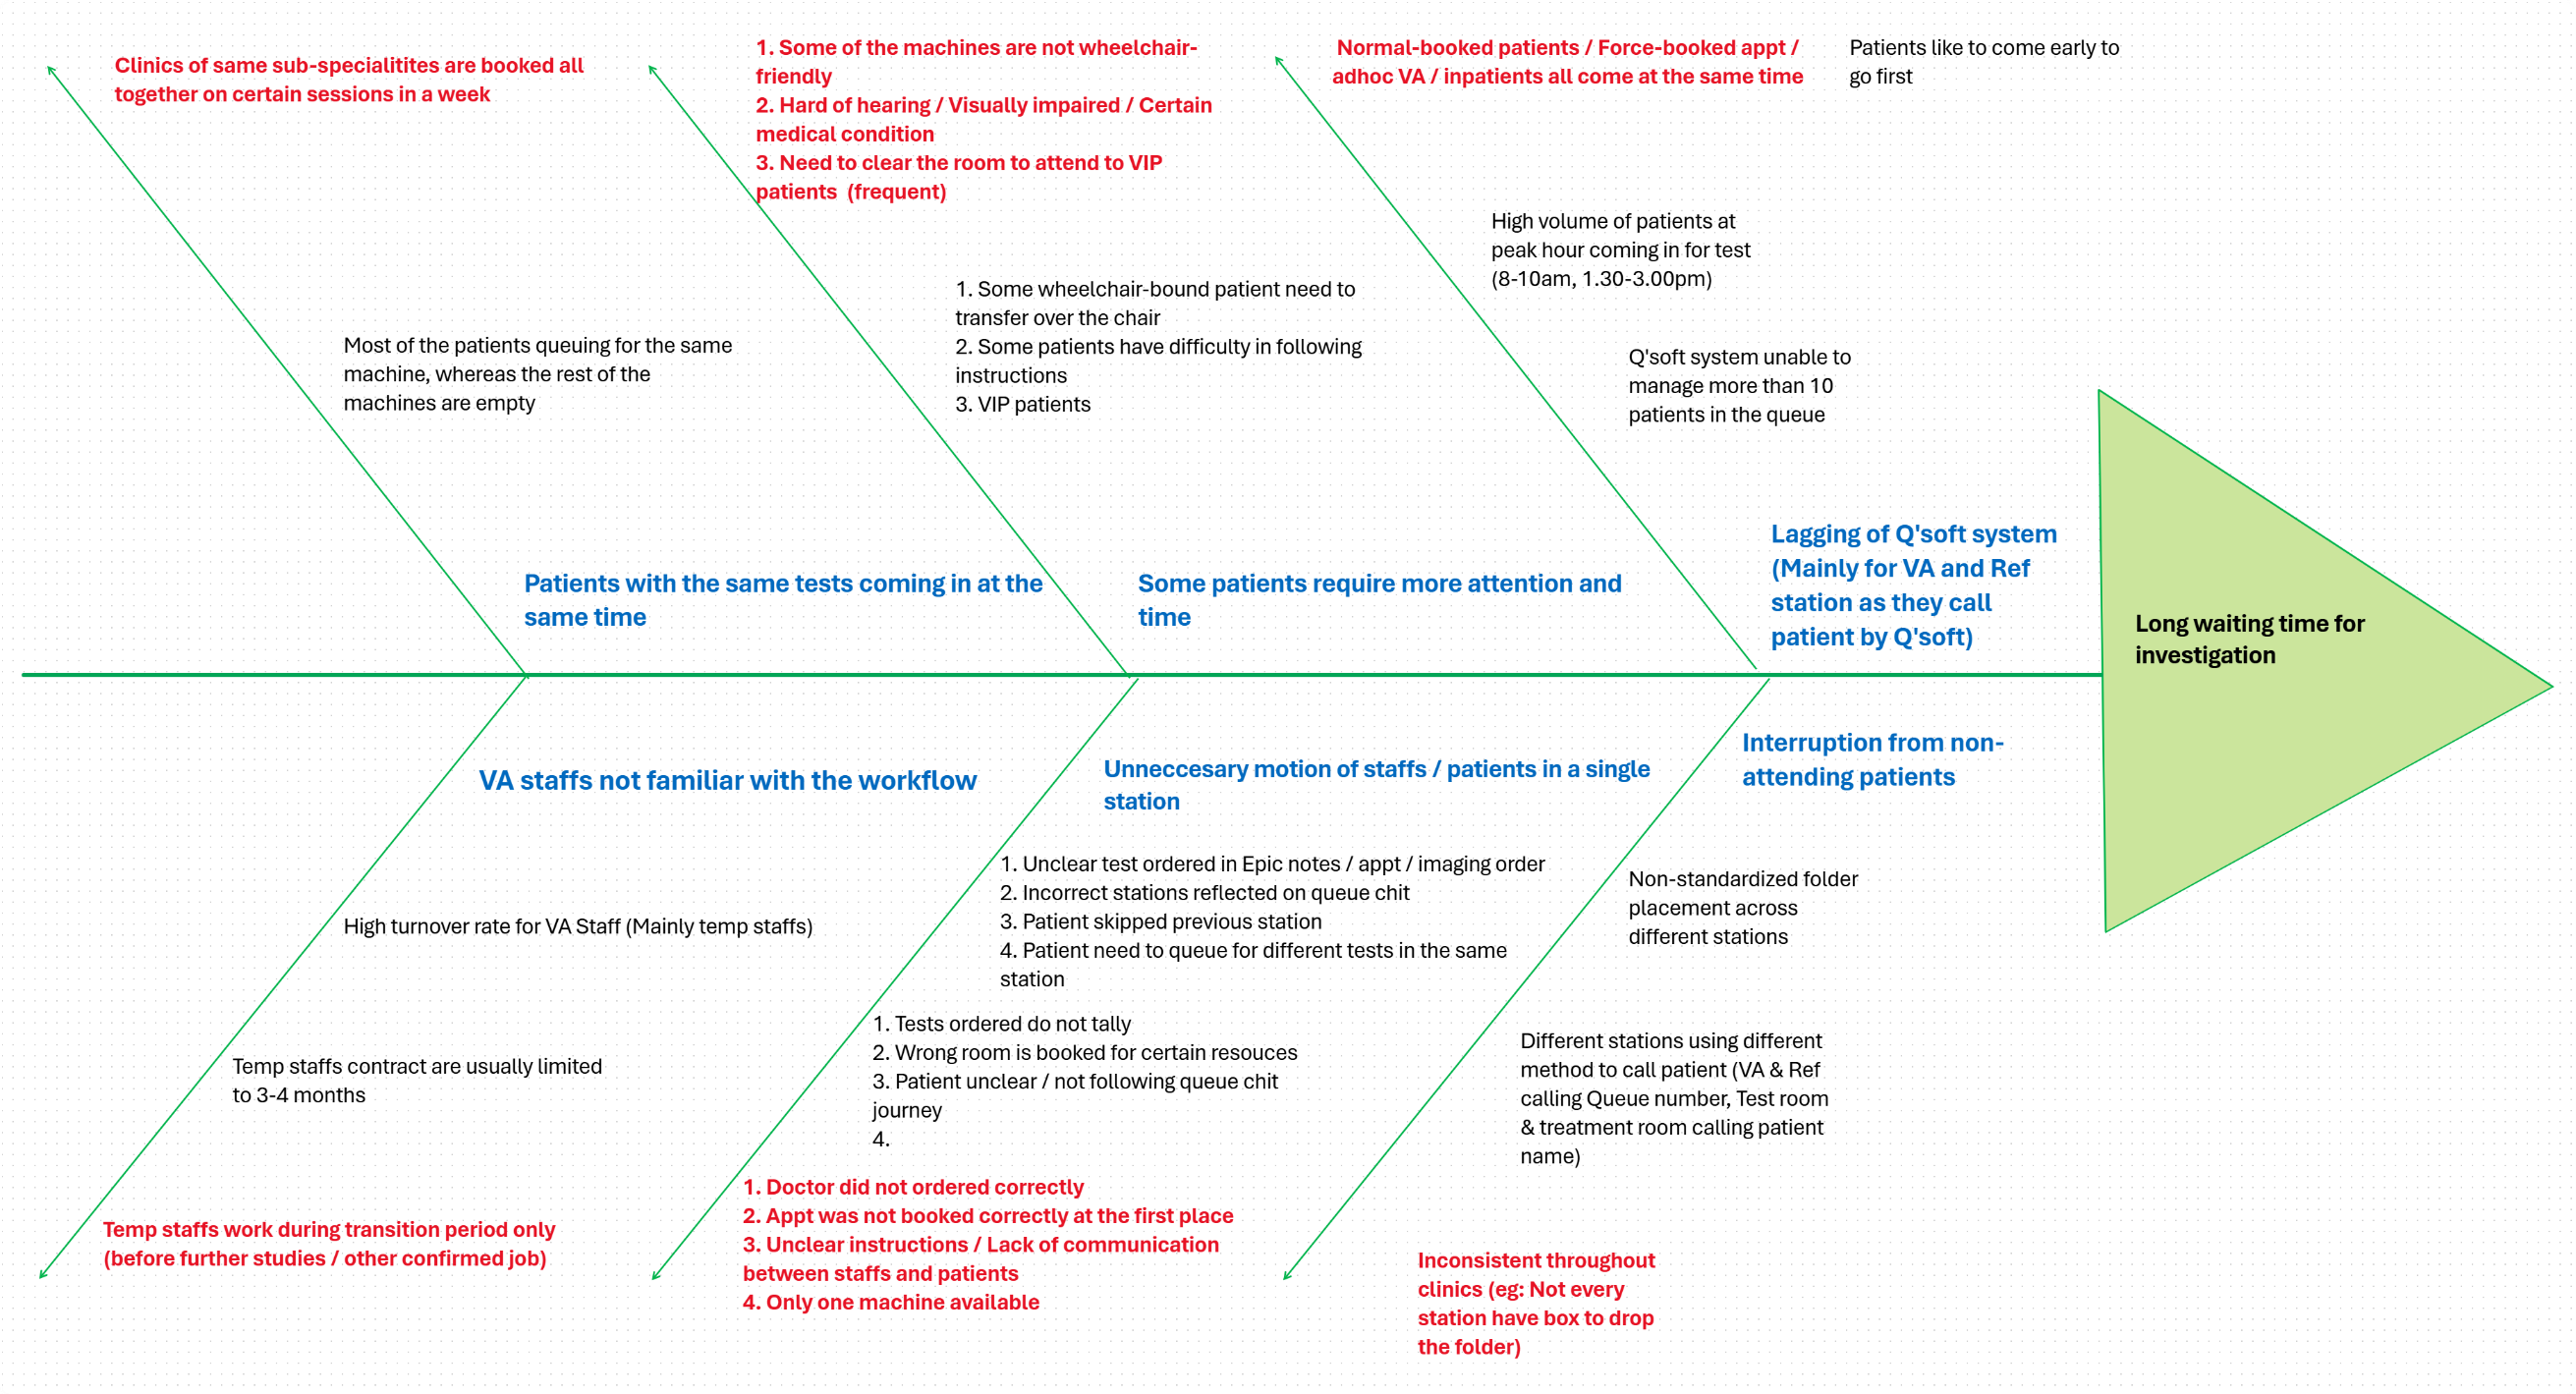 Clinics of same sub-specialitites are booked all
together on certain sessions in a week
Most of the patients queuing for the same
machine, whereas the rest of the
machines are empty
Patients with the same tests coming in at the
same time
1. Some of the machines are not wheelchair-
friendly
2. Hard of hearing / Visually impaired / Certain
medical condition
3. Need to clear the room to attend to VIP
patients  (frequent)
1. Some wheelchair-bound patient need to
transfer over the chair
2. Some patients have difficulty in following
instructions
3. VIP patients
Some patients require more attention and
time
Normal-booked patients / Force-booked appt /
adhoc VA / inpatients all come at the same time
Patients like to come early to
go first
High volume of patients at
peak hour coming in for test
(8-10am, 1.30-3.00pm)
Q'soft system unable to
manage more than 10
patients in the queue
Lagging of Q'soft system
(Mainly for VA and Ref
station as they call
patient by Q'soft)
Long waiting time for
investigation
VA staffs not familiar with the workflow
High turnover rate for VA Staff (Mainly temp staffs)
Temp staffs contract are usually limited
to 3-4 months
Temp staffs work during transition period only
(before further studies / other confirmed job)
Unneccesary motion of staffs / patients in a single
station
1. Unclear test ordered in Epic notes / appt / imaging order
2. Incorrect stations reflected on queue chit
3. Patient skipped previous station
4. Patient need to queue for different tests in the same
station
1. Tests ordered do not tally
2. Wrong room is booked for certain resouces
3. Patient unclear / not following queue chit
journey
4.
1. Doctor did not ordered correctly
2. Appt was not booked correctly at the first place
3. Unclear instructions / Lack of communication
between staffs and patients
4. Only one machine available
Interruption from non-
attending patients
Non-standardized folder
placement across
different stations
Different stations using different
method to call patient (VA & Ref
calling Queue number, Test room
& treatment room calling patient
name)
Inconsistent throughout
clinics (eg: Not every
station have box to drop
the folder)